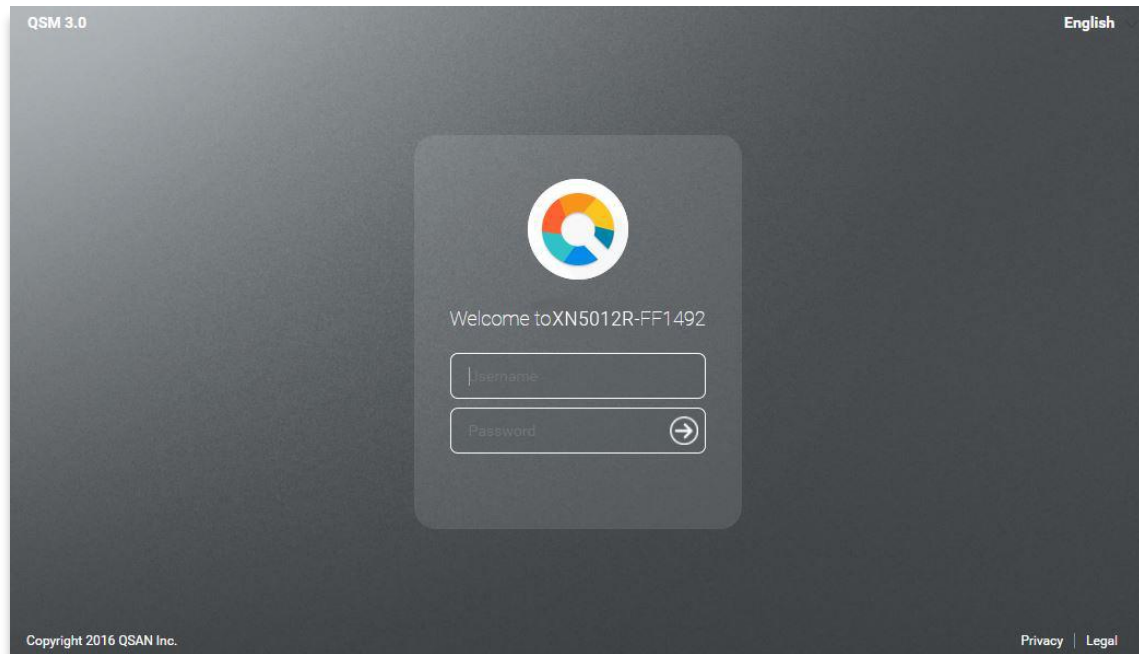 QSM 3.0
English
Welcome toXN5012R-FF1492
Username
Password
Copyright 2016 QSAN Inc.
Privacy | Legal